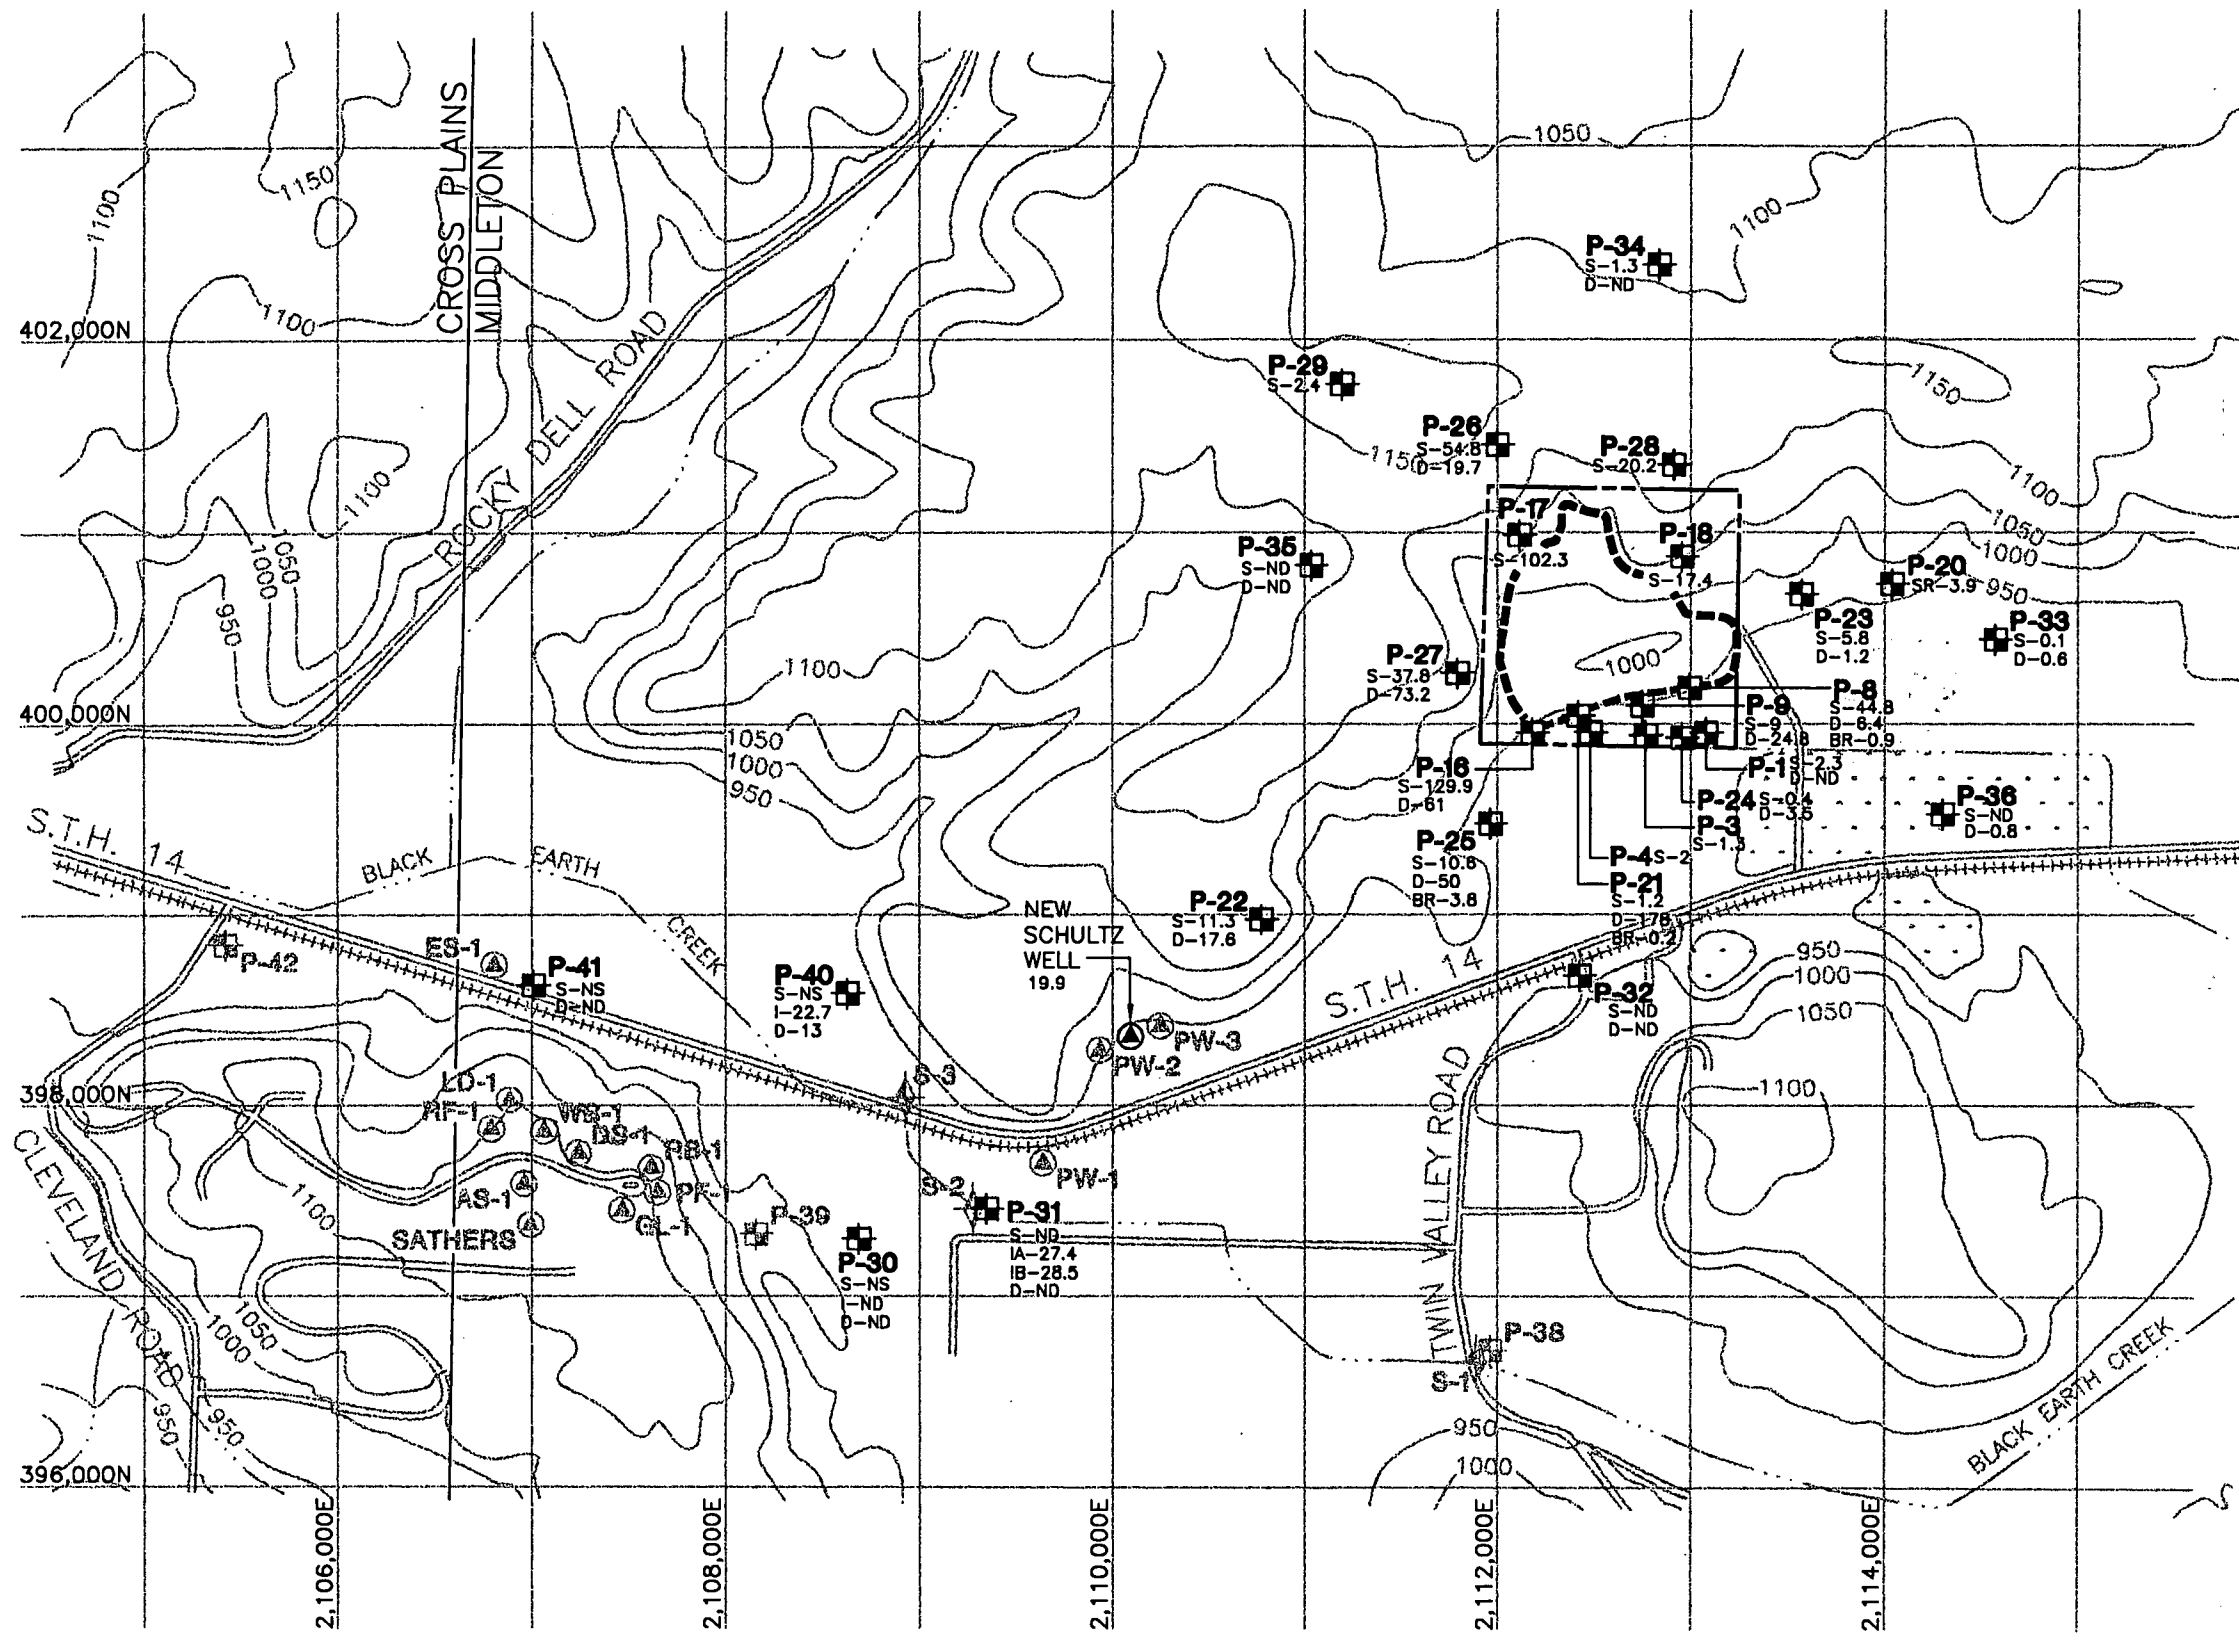 1050
CROSS PLAINS
MIDDLETON
1150
1100
1100
P-34
S-1.3
D-ND
1100
402,000N
ROCKY DELL ROAD
P-29
S-2.4
1150
P-26
S-54.8
D-19.7
1150
P-28
S-20.2
1100
1100
1050
1000
950
P-17
S-102.3
P-18
S-17.4
1050
1000
P-35
S-ND
D-ND
P-20
SR-3.9
950
P-23
S-5.8
D-1.2
P-33
S-0.1
D-0.6
1000
P-27
S-37.8
D-73.2
1100
P-8
S-44.8
D-6.4
BR-0.9
P-9
S-9
D-24.8
400,000N
1050
1000
950
P-16
S-129.9
D-61
P-1
S-2.3
D-ND
P-24
S-0.4
D-3.5
P-3
S-1.3
P-36
S-ND
D-0.8
S.T.H. 14
BLACK EARTH CREEK
P-25
S-10.6
D-50
BR-3.8
P-4 S-2
P-21
S-1.2
D-178
BR-0.2
P-22
S-11.3
D-17.6
NEW
SCHULTZ
WELL
19.9
950
1000
1050
P-42
ES-1
P-41
S-NS
D-ND
P-40
S-NS
I-22.7
D-13
S.T.H. 14
P-32
S-ND
D-ND
PW-3
PW-2
398,000N
LD-1
RF-1
WB-1
DS-1
RB-1
S-3
1100
PW-1
CLEVELAND ROAD
1100
AS-1
PF-1
GL-1
SATHERS
P-39
P-30
S-NS
I-ND
D-ND
S-2
P-31
S-ND
IA-27.4
IB-28.5
D-ND
TWIN VALLEY ROAD
1050
1000
950
950
P-38
S-1
BLACK EARTH CREEK
950
1000
396,000N
2,106,000E
2,108,000E
2,110,000E
2,112,000E
2,114,000E